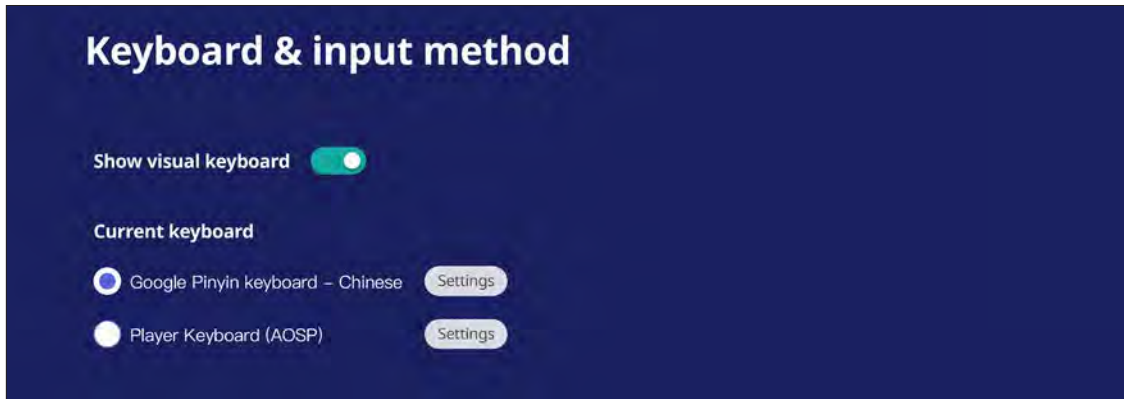 Keyboard & input method
Show visual keyboard
Current keyboard
Google Pinyin keyboard – Chinese Settings
Player Keyboard (AOSP) Settings